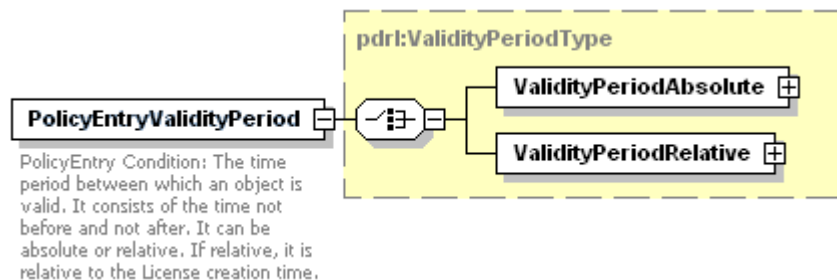 pdrl:ValidityPeriodType
ValidityPeriodAbsolute
PolicyEntryValidityPeriod
ValidityPeriodRelative
PolicyEntry Condition: The time
period between which an object is
valid. It consists of the time not
before and not after. It can be
absolute or relative. If relative, it is
relative to the License creation time.